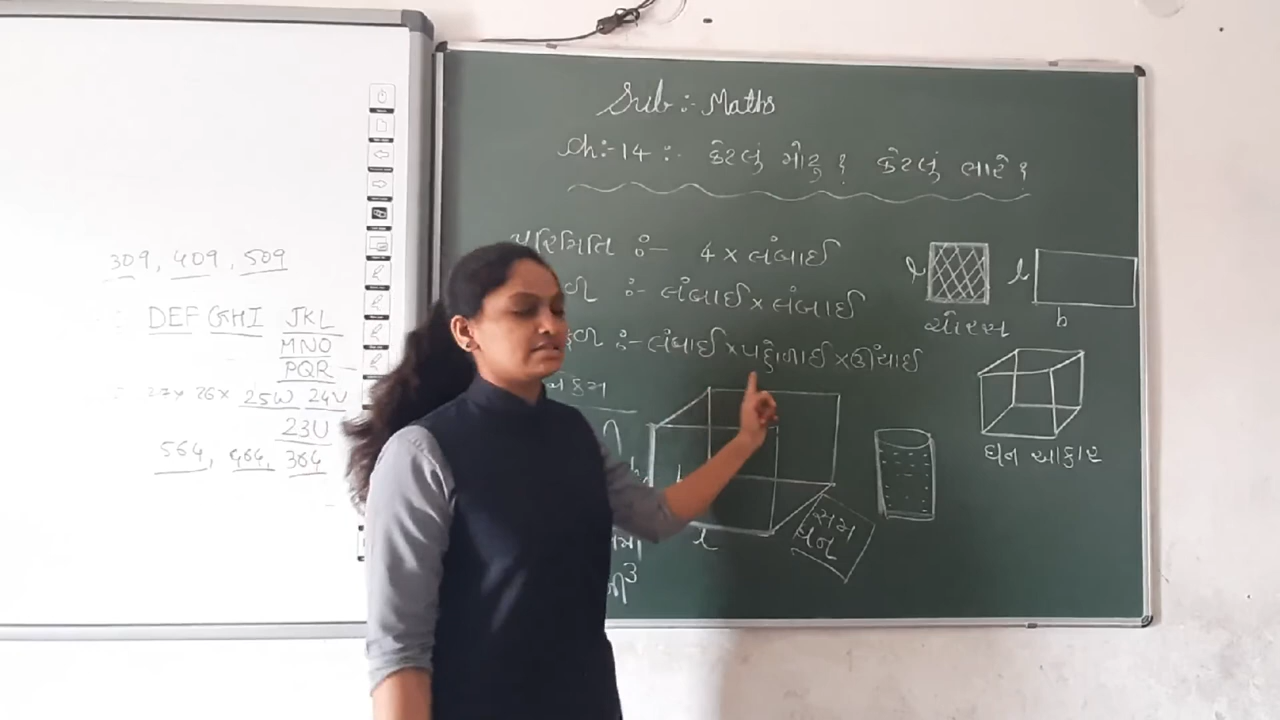 309, 409, 509
DEF GHI JKL
MNO
PQR
25W 24V
23U
564, 464, 364
Sub :- Maths
Ch :- 14 :- કેટલું મોટુ ? કેટલું ભારે ?
પરિમિતિ :- 4 × લંબાઈ
ળ :- લંબાઈ × લંબાઈ
ફળ :- લંબાઈ × પહોળાઈ × ઊંચાઈ
l
l
b
ચોરસ
ઘન આકાર
l
સમ
ઘન